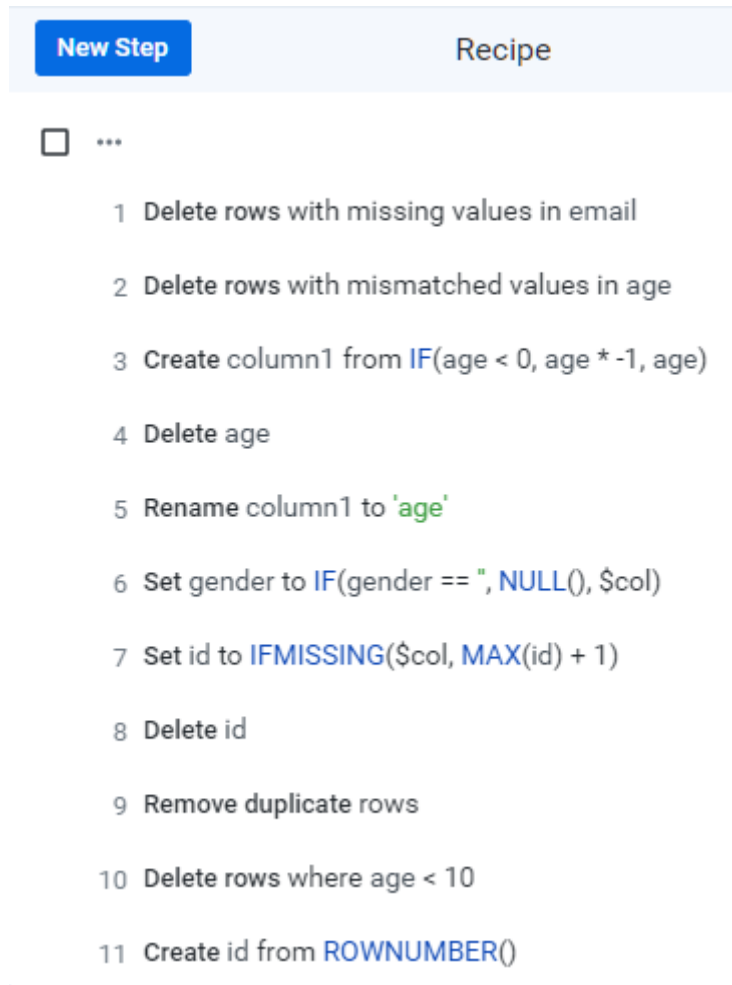 New Step
Recipe
...
1 Delete rows with missing values in email
2 Delete rows with mismatched values in age
3 Create column1 from IF(age < 0, age * -1, age)
4 Delete age
5 Rename column1 to 'age'
6 Set gender to IF(gender == '', NULL(), $col)
7 Set id to IFMISSING($col, MAX(id) + 1)
8 Delete id
9 Remove duplicate rows
10 Delete rows where age < 10
11 Create id from ROWNUMBER()